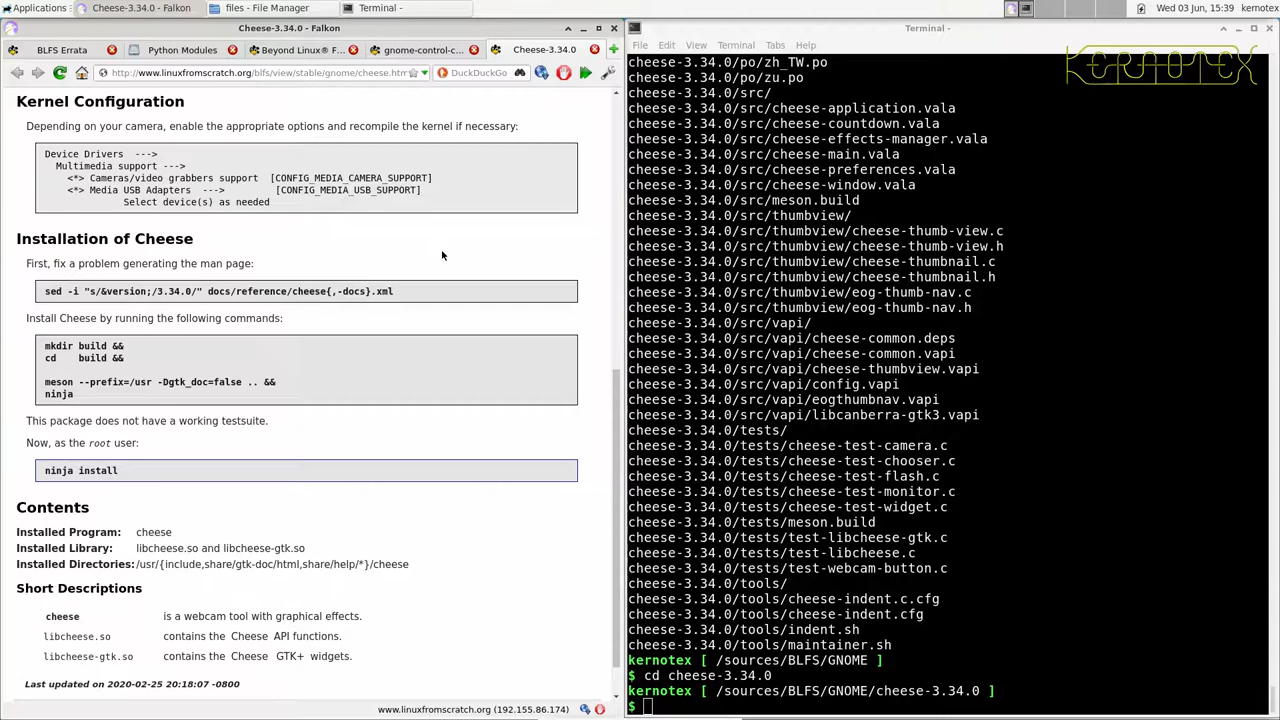 Applications
Cheese-3.34.0 - Falkon
files - File Manager
Terminal -
Wed 03 Jun, 15:39
kernotex
Cheese-3.34.0 - Falkon
BLFS Errata
Python Modules
Beyond Linux® F...
gnome-control-c...
Cheese-3.34.0
http://www.linuxfromscratch.org/blfs/view/stable/gnome/cheese.htm
DuckDuckGo
Kernel Configuration
Depending on your camera, enable the appropriate options and recompile the kernel if necessary:
Device Drivers --->
Multimedia support --->
<*> Cameras/video grabbers support [CONFIG_MEDIA_CAMERA_SUPPORT]
<*> Media USB Adapters ---> [CONFIG_MEDIA_USB_SUPPORT]
Select device(s) as needed
Installation of Cheese
First, fix a problem generating the man page:
sed -i "s/&version;/3.34.0/" docs/reference/cheese{,-docs}.xml
Install Cheese by running the following commands:
mkdir build &&
cd build &&
meson --prefix=/usr -Dgtk_doc=false .. &&
ninja
This package does not have a working testsuite.
Now, as the root user:
ninja install
Contents
Installed Program: cheese
Installed Library: libcheese.so and libcheese-gtk.so
Installed Directories: /usr/{include,share/gtk-doc/html,share/help/*}/cheese
Short Descriptions
cheese is a webcam tool with graphical effects.
libcheese.so contains the Cheese API functions.
libcheese-gtk.so contains the Cheese GTK+ widgets.
Last updated on 2020-02-25 20:18:07 -0800
www.linuxfromscratch.org (192.155.86.174)
Terminal -
File Edit View Terminal Tabs Help
KERNOTEX
cheese-3.34.0/po/zh_TW.po
cheese-3.34.0/po/zu.po
cheese-3.34.0/src/
cheese-3.34.0/src/cheese-application.vala
cheese-3.34.0/src/cheese-countdown.vala
cheese-3.34.0/src/cheese-effects-manager.vala
cheese-3.34.0/src/cheese-main.vala
cheese-3.34.0/src/cheese-preferences.vala
cheese-3.34.0/src/cheese-window.vala
cheese-3.34.0/src/meson.build
cheese-3.34.0/src/thumbview/
cheese-3.34.0/src/thumbview/cheese-thumb-view.c
cheese-3.34.0/src/thumbview/cheese-thumb-view.h
cheese-3.34.0/src/thumbview/cheese-thumbnail.c
cheese-3.34.0/src/thumbview/cheese-thumbnail.h
cheese-3.34.0/src/thumbview/eog-thumb-nav.c
cheese-3.34.0/src/thumbview/eog-thumb-nav.h
cheese-3.34.0/src/vapi/
cheese-3.34.0/src/vapi/cheese-common.deps
cheese-3.34.0/src/vapi/cheese-common.vapi
cheese-3.34.0/src/vapi/cheese-thumbview.vapi
cheese-3.34.0/src/vapi/config.vapi
cheese-3.34.0/src/vapi/eogthumbnav.vapi
cheese-3.34.0/src/vapi/libcanberra-gtk3.vapi
cheese-3.34.0/tests/
cheese-3.34.0/tests/cheese-test-camera.c
cheese-3.34.0/tests/cheese-test-chooser.c
cheese-3.34.0/tests/cheese-test-flash.c
cheese-3.34.0/tests/cheese-test-monitor.c
cheese-3.34.0/tests/cheese-test-widget.c
cheese-3.34.0/tests/meson.build
cheese-3.34.0/tests/test-libcheese-gtk.c
cheese-3.34.0/tests/test-libcheese.c
cheese-3.34.0/tests/test-webcam-button.c
cheese-3.34.0/tools/
cheese-3.34.0/tools/cheese-indent.c.cfg
cheese-3.34.0/tools/cheese-indent.cfg
cheese-3.34.0/tools/indent.sh
cheese-3.34.0/tools/maintainer.sh
kernotex [ /sources/BLFS/GNOME ]
$ cd cheese-3.34.0
kernotex [ /sources/BLFS/GNOME/cheese-3.34.0 ]
$